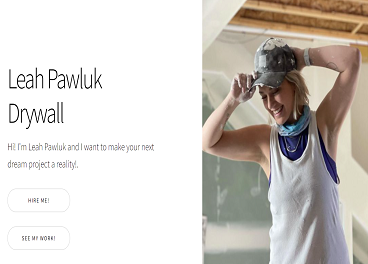 Leah Pawluk
Drywall
Hi! I'm Leah Pawluk and I want to make your next
dream project a reality!.
HIRE ME!
SEE MY WORK!